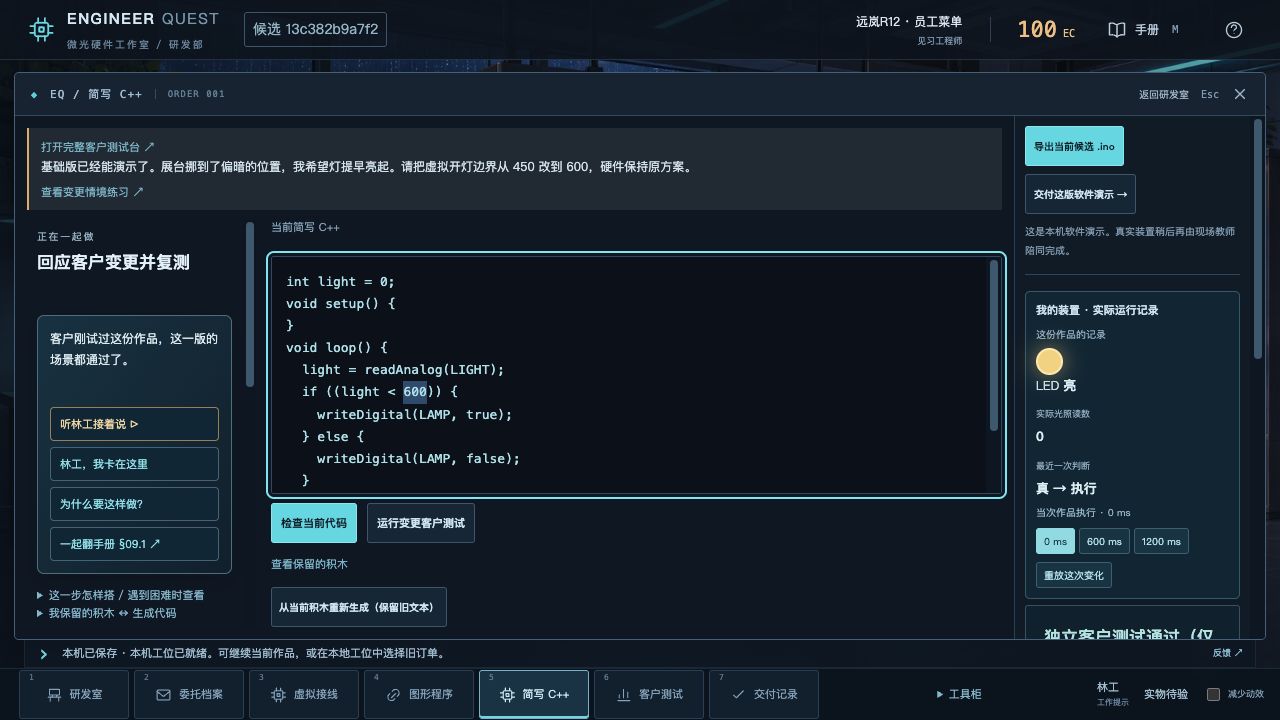 ENGINEER QUEST
微光硬件工作室 / 研发部
候选 13c382b9a7f2
远岚R12 · 员工菜单
见习工程师
100 EC
手册 M
EQ / 简写 C++ ORDER 001
返回研发室 Esc
打开完整客户测试台 ↗
基础版已经能演示了。展台挪到了偏暗的位置，我希望灯提早亮起。请把虚拟开灯边界从 450 改到 600，硬件保持原方案。
查看变更情境练习 ↗
正在一起做
回应客户变更并复测
客户刚试过这份作品，这一版的
场景都通过了。
听林工接着说 ▷
林工，我卡在这里
为什么要这样做?
一起翻手册 §09.1 ↗
▶ 这一步怎样搭 / 遇到困难时查看
▶ 我保留的积木 ↔ 生成代码
当前简写 C++
int light = 0;
void setup() {
}
void loop() {
  light = readAnalog(LIGHT);
  if ((light < 600)) {
    writeDigital(LAMP, true);
  } else {
    writeDigital(LAMP, false);
  }
检查当前代码
运行变更客户测试
查看保留的积木
从当前积木重新生成（保留旧文本）
导出当前候选 .ino
交付这版软件演示 →
这是本机软件演示。真实装置稍后再由现场教师
陪同完成。
我的装置 · 实际运行记录
这份作品的记录
LED 亮
实际光照读数
0
最近一次判断
真 → 执行
当次作品执行 · 0 ms
0 ms
600 ms
1200 ms
重放这次变化
独立客户测试通过（仅
本机已保存 · 本机工位已就绪。可继续当前作品，或在本地工位中选择旧订单。
反馈 ↗
1 研发室
2 委托档案
3 虚拟接线
4 图形程序
5 简写 C++
6 客户测试
7 交付记录
▶ 工具柜
林工
工作提示
实物待验
减少动效